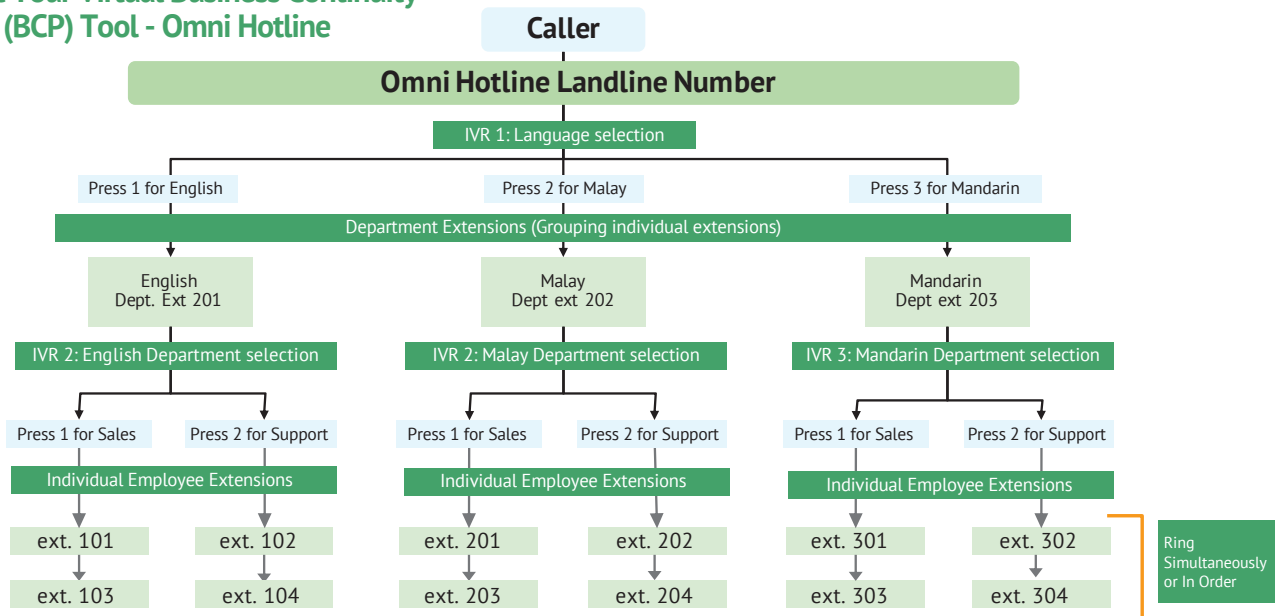 Your Virtual Business Continuity
(BCP) Tool - Omni Hotline
Caller
Omni Hotline Landline Number
IVR 1: Language selection
Press 1 for English
Press 2 for Malay
Press 3 for Mandarin
Department Extensions (Grouping individual extensions)
English
Dept. Ext 201
Malay
Dept ext 202
Mandarin
Dept ext 203
IVR 2: English Department selection
IVR 2: Malay Department selection
IVR 3: Mandarin Department selection
Press 1 for Sales
Press 2 for Support
Press 1 for Sales
Press 2 for Support
Press 1 for Sales
Press 2 for Support
Individual Employee Extensions
Individual Employee Extensions
Individual Employee Extensions
ext. 101
ext. 102
ext. 201
ext. 202
ext. 301
ext. 302
Ring
Simultaneously
or In Order
ext. 103
ext. 104
ext. 203
ext. 204
ext. 303
ext. 304